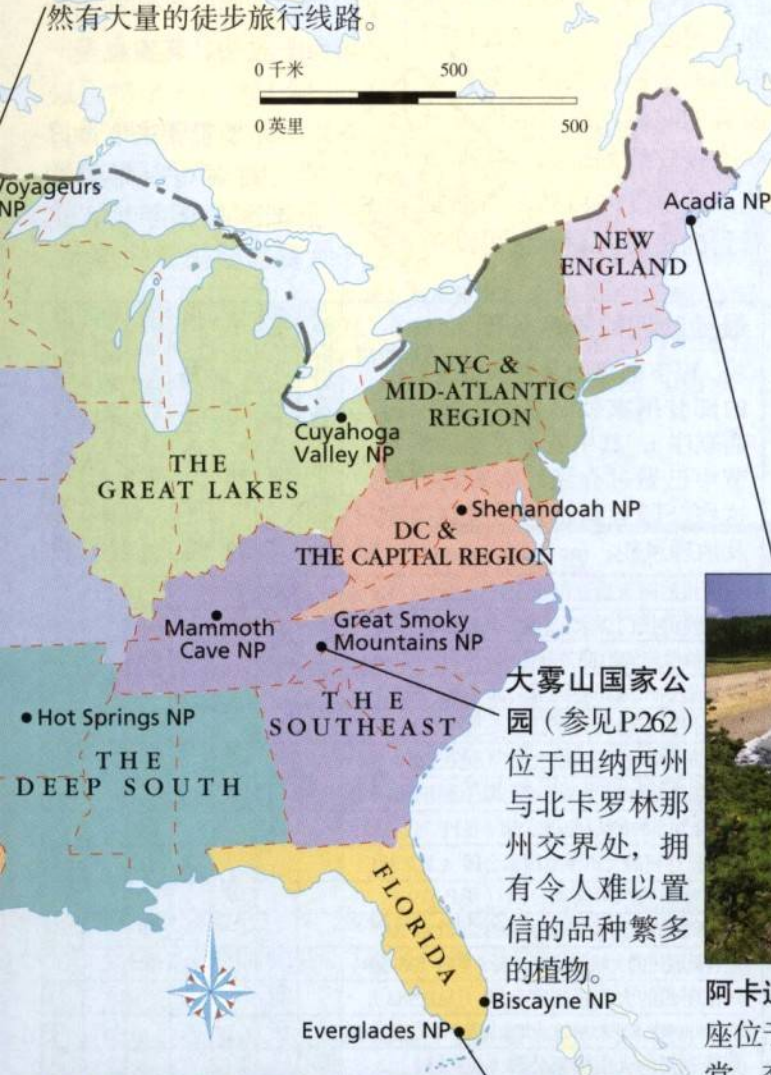 然有大量的徒步旅行线路。
0 千米 500
0 英里 500
Voyageurs
NP
Acadia NP
NEW
ENGLAND
NYC &
MID-ATLANTIC
REGION
Cuyahoga
Valley NP
THE
GREAT LAKES
Shenandoah NP
DC &
THE CAPITAL REGION
Mammoth
Cave NP
Great Smoky
Mountains NP
Hot Springs NP
THE
SOUTHEAST
THE
DEEP SOUTH
大雾山国家公
园（参见P.262）
位于田纳西州
与北卡罗林那
州交界处，拥
有令人难以置
信的品种繁多
的植物。
FLORIDA
Biscayne NP
Everglades NP
阿卡
座位于